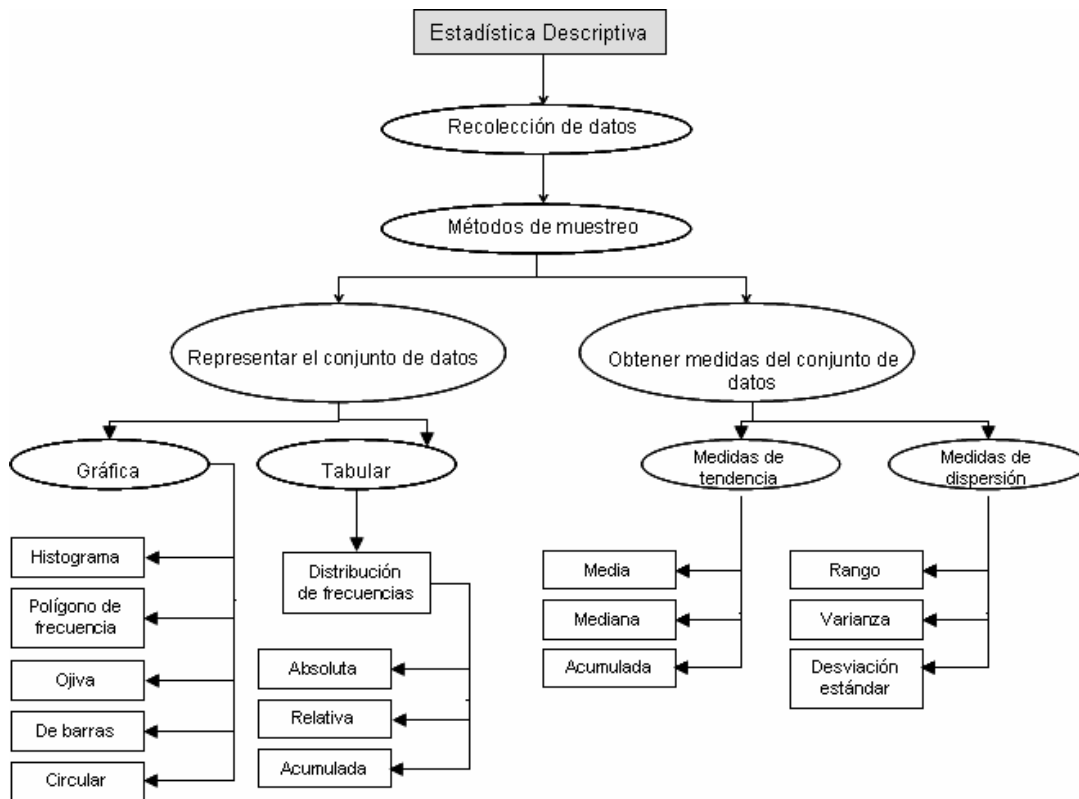 Estadística Descriptiva
Recolección de datos
Métodos de muestreo
Representar el conjunto de datos
Obtener medidas del conjunto de
datos
Gráfica
Tabular
Medidas de
tendencia
Medidas de
dispersión
Histograma
Polígono de
frecuencia
Ojiva
De barras
Circular
Distribución
de frecuencias
Absoluta
Relativa
Acumulada
Media
Mediana
Acumulada
Rango
Varianza
Desviación
estándar